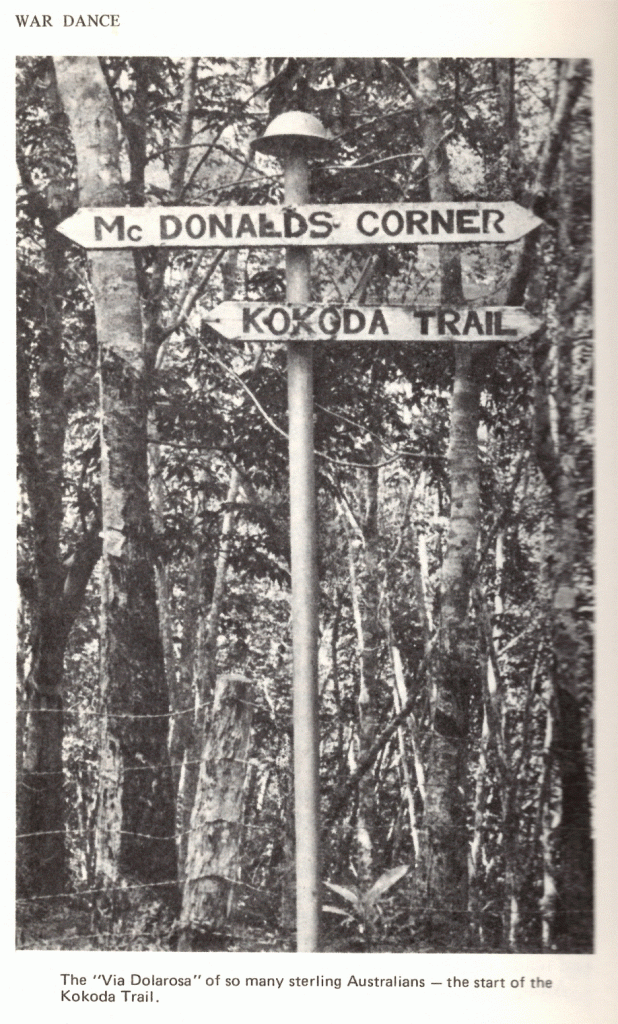 WAR DANCE
Mc DONALDS CORNER
KOKODA TRAIL
The "Via Dolarosa" of so many sterling Australians — the start of the
Kokoda Trail.